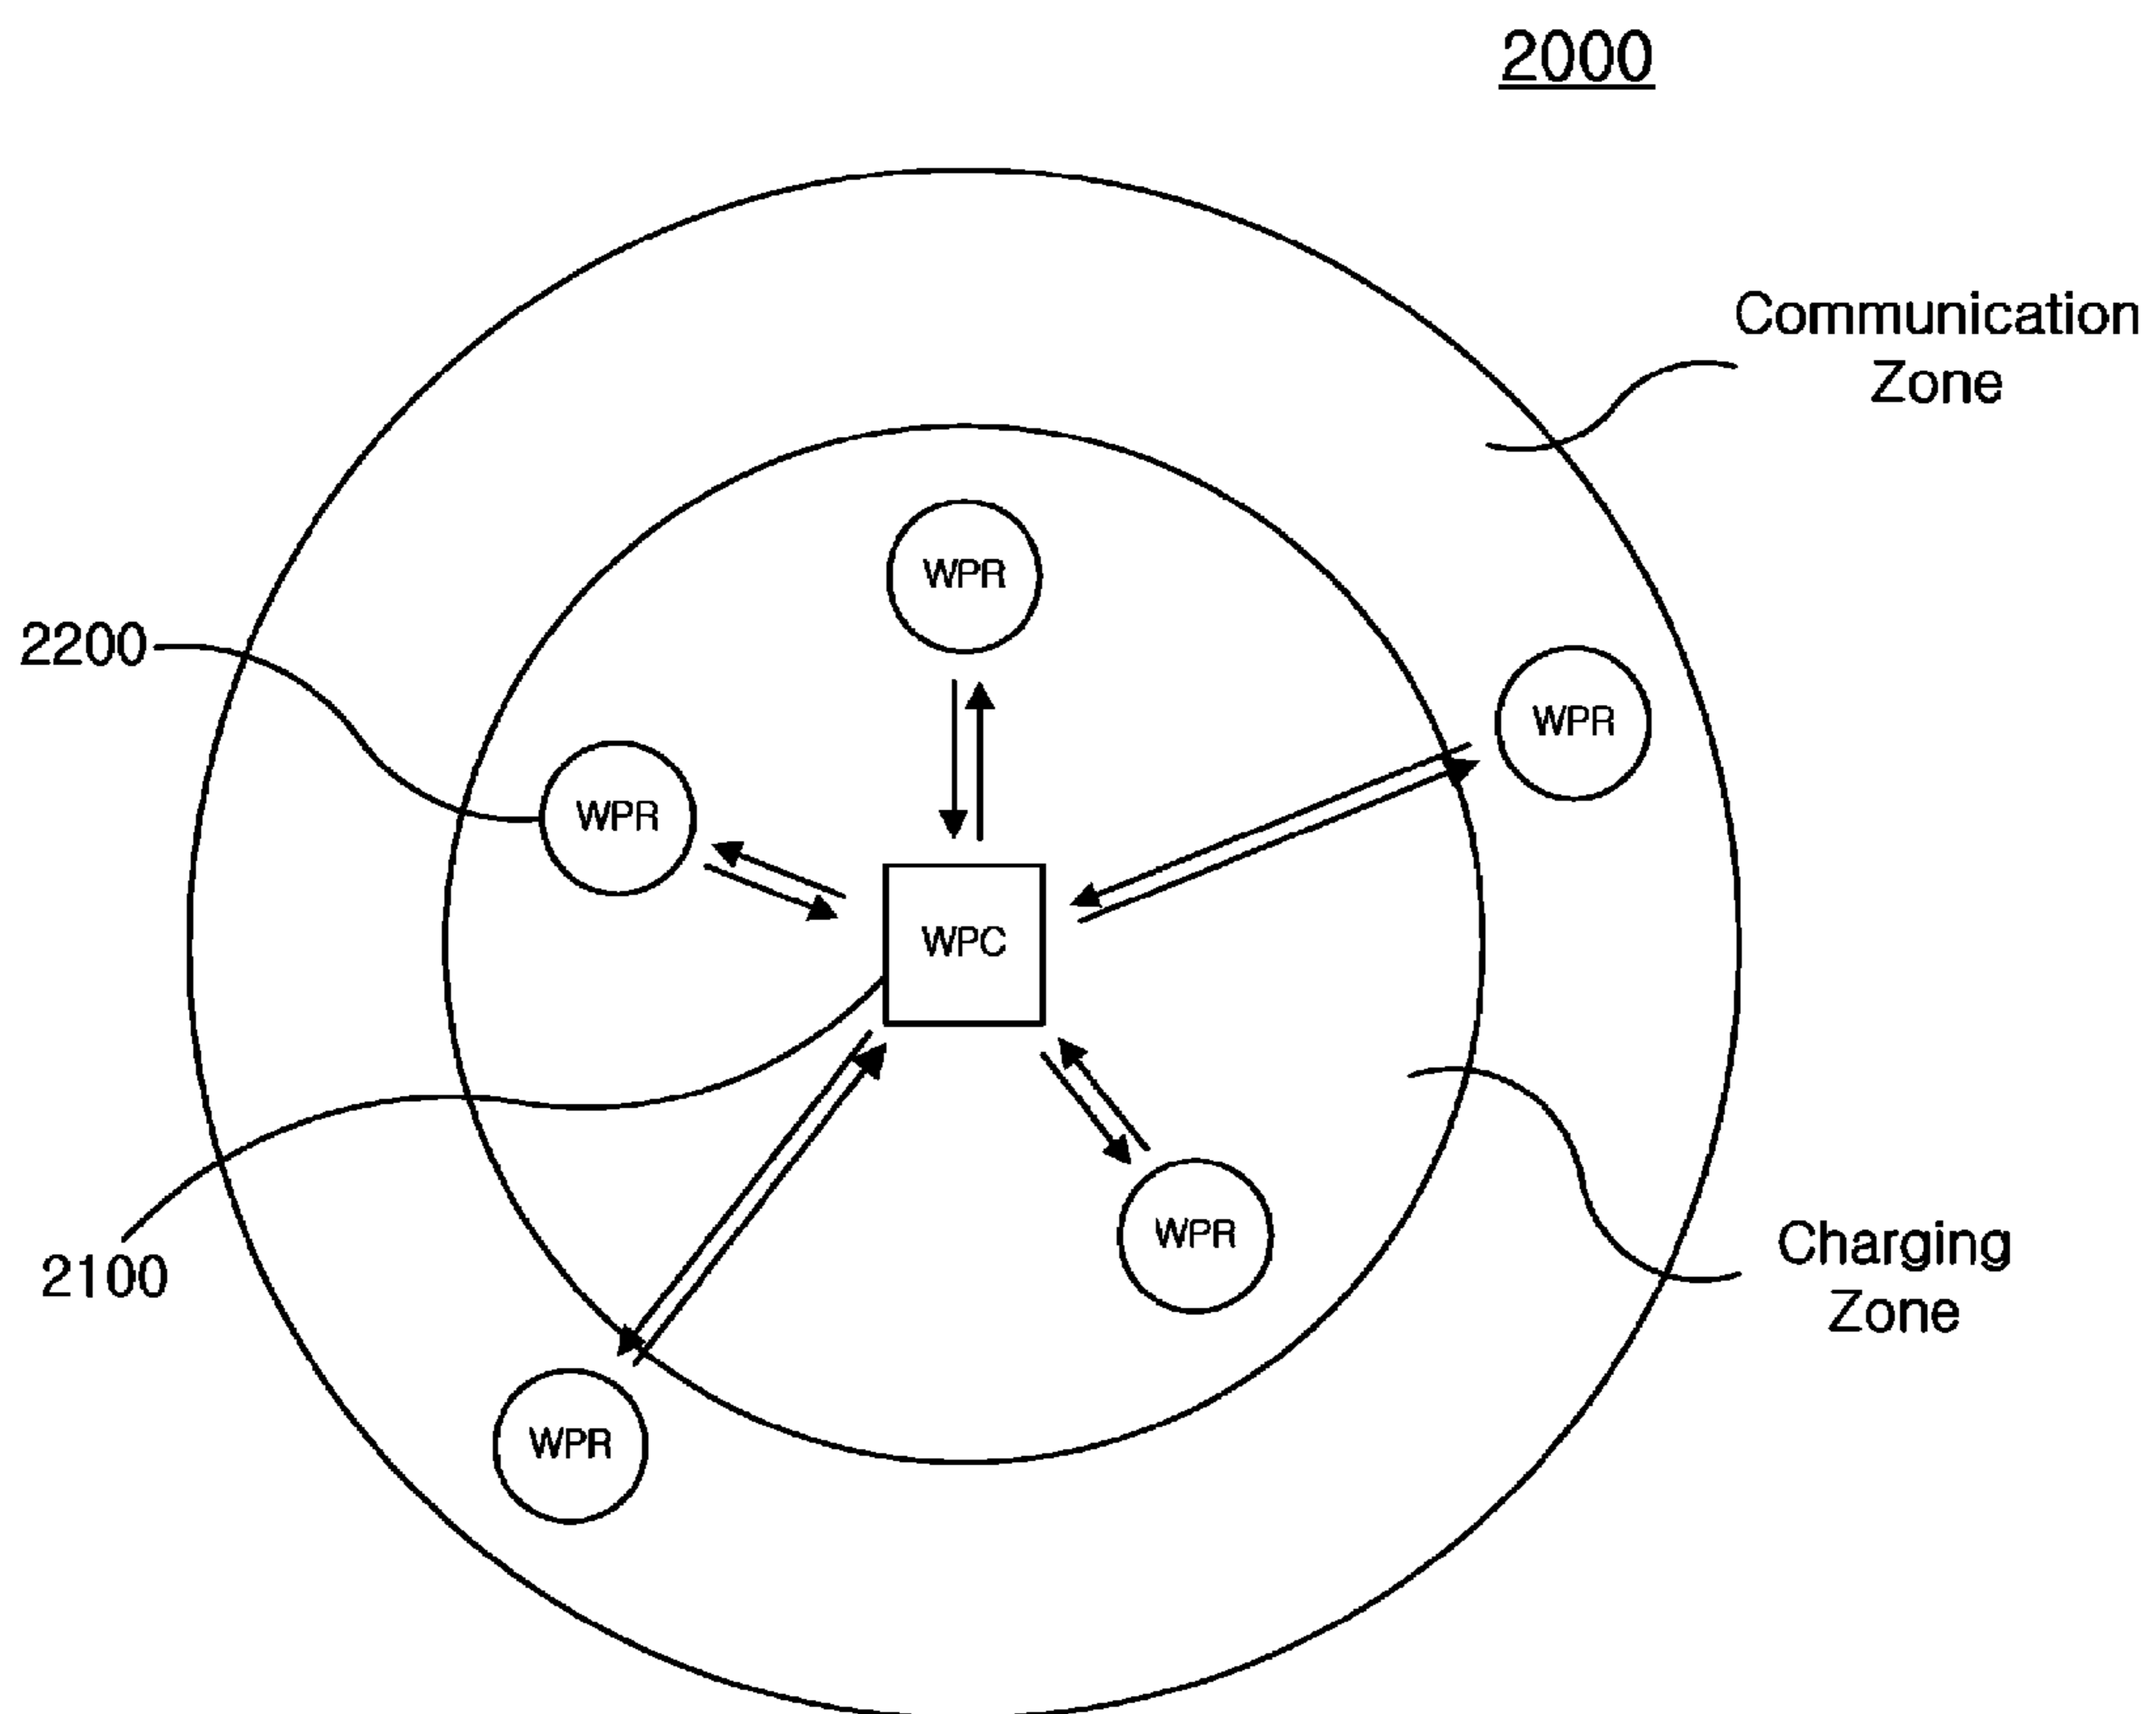 2000
Communication
Zone
WPR
2200
WPR
WPR
WPC
WPR
Charging
Zone
2100
WPR